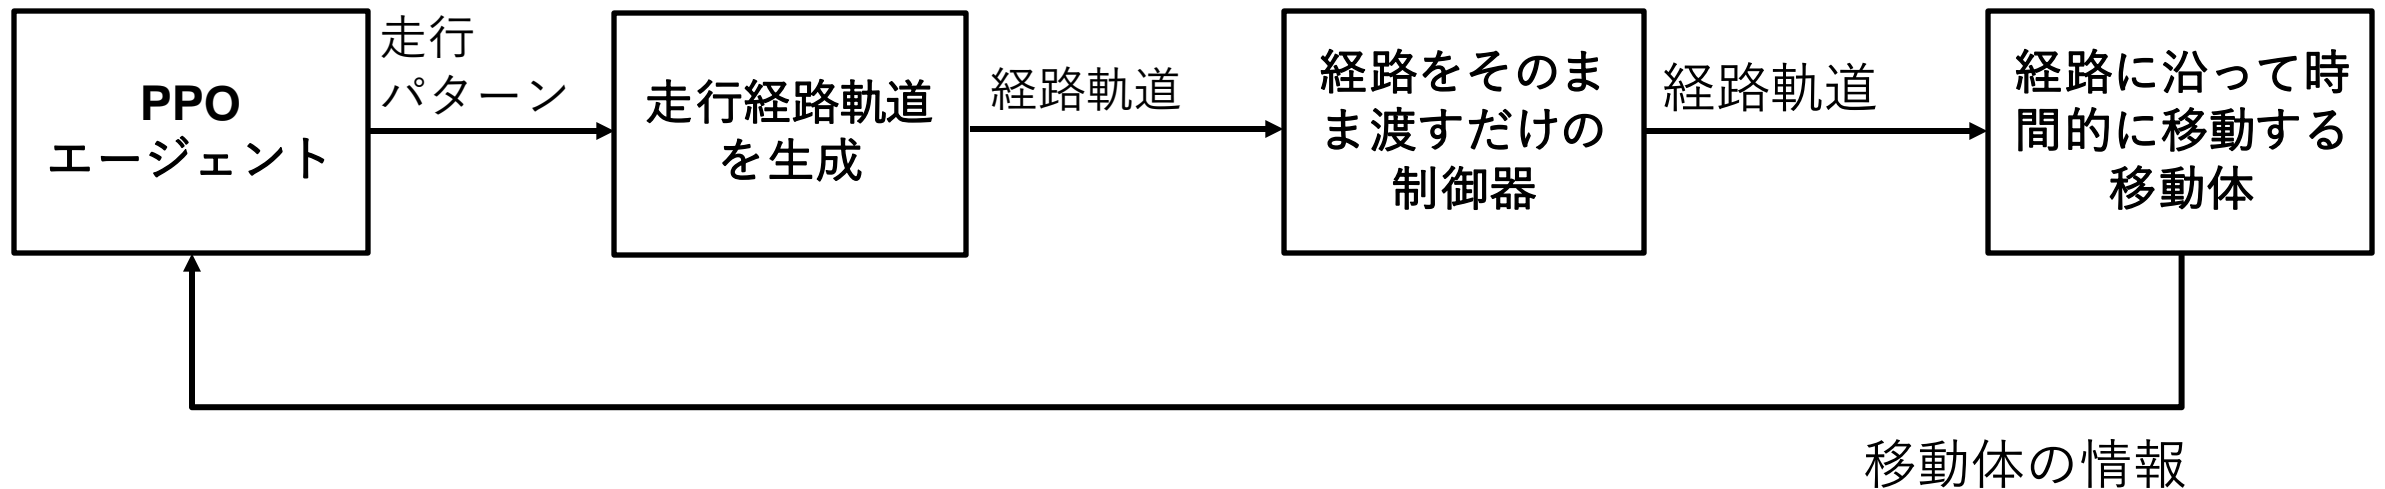 PPO
エージェント
走行
パターン
走行経路軌道
を生成
経路軌道
経路をそのま
ま渡すだけの
制御器
経路軌道
経路に沿って時
間的に移動する
移動体
移動体の情報